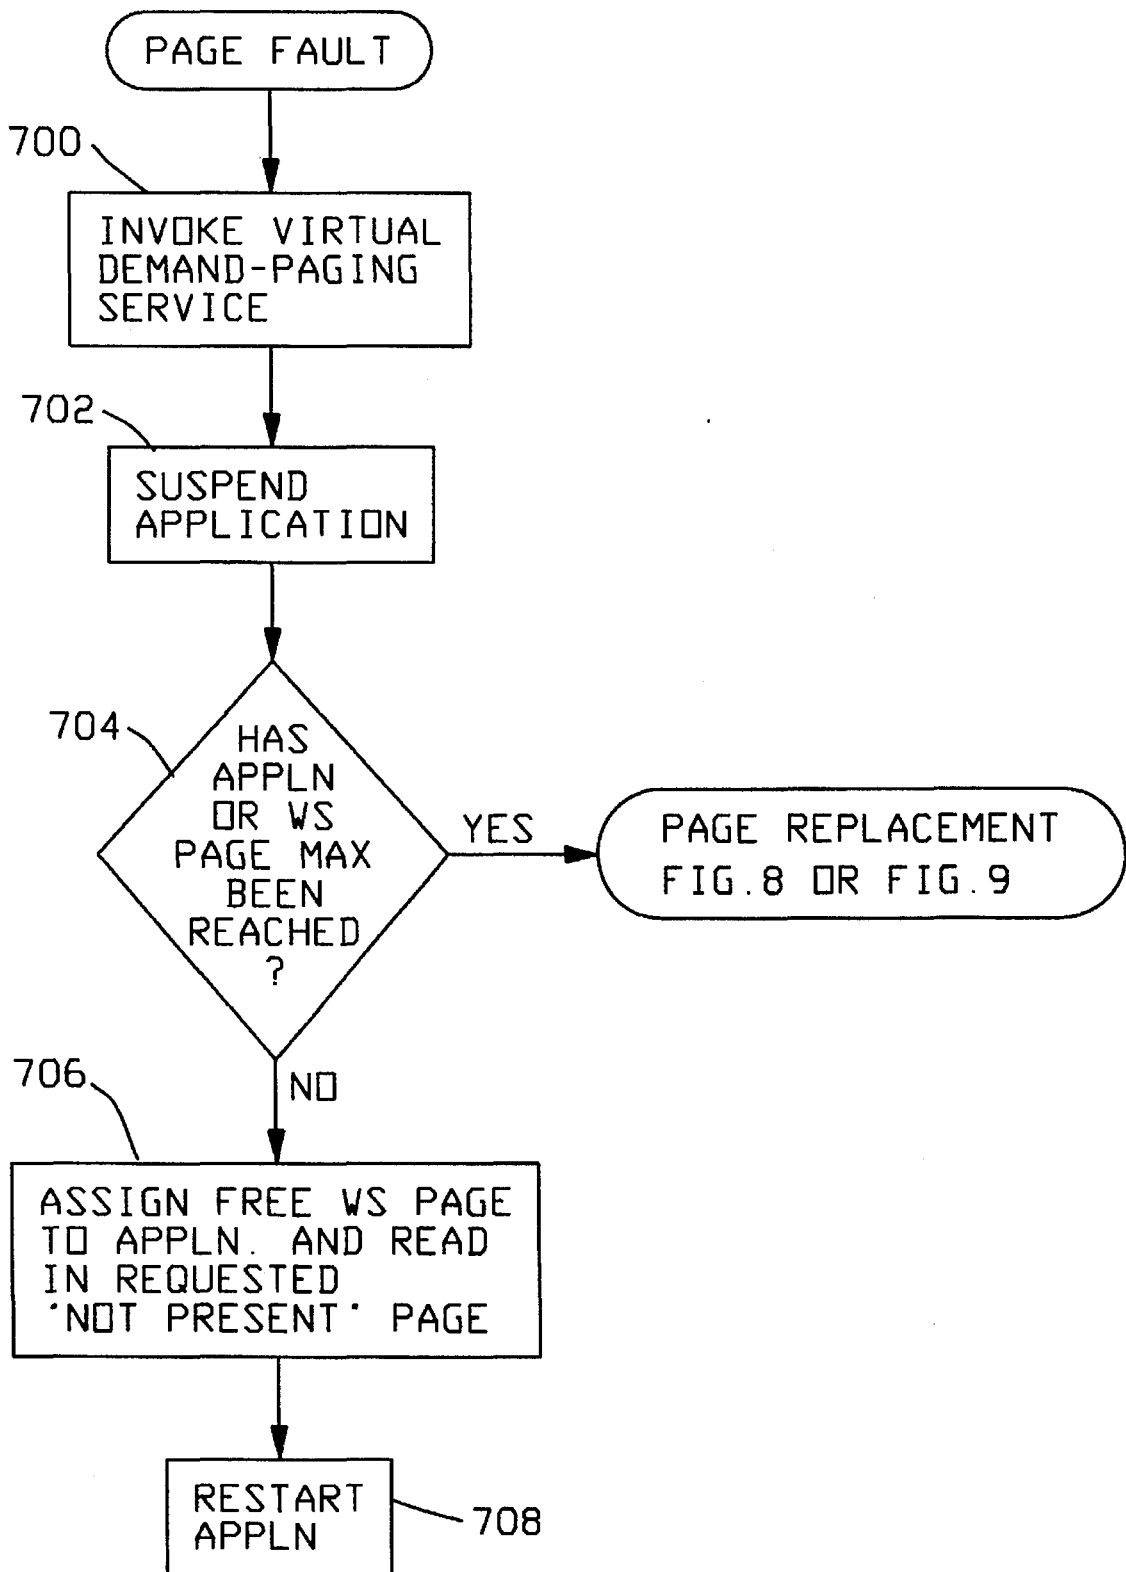 PAGE FAULT
700
INVOKE VIRTUAL
DEMAND-PAGING
SERVICE
702
SUSPEND
APPLICATION
704
HAS
APPLN
OR WS
PAGE MAX
BEEN
REACHED
?
YES
PAGE REPLACEMENT
FIG.8 OR FIG.9
NO
706
ASSIGN FREE WS PAGE
TO APPLN. AND READ
IN REQUESTED
'NOT PRESENT' PAGE
RESTART
APPLN
708